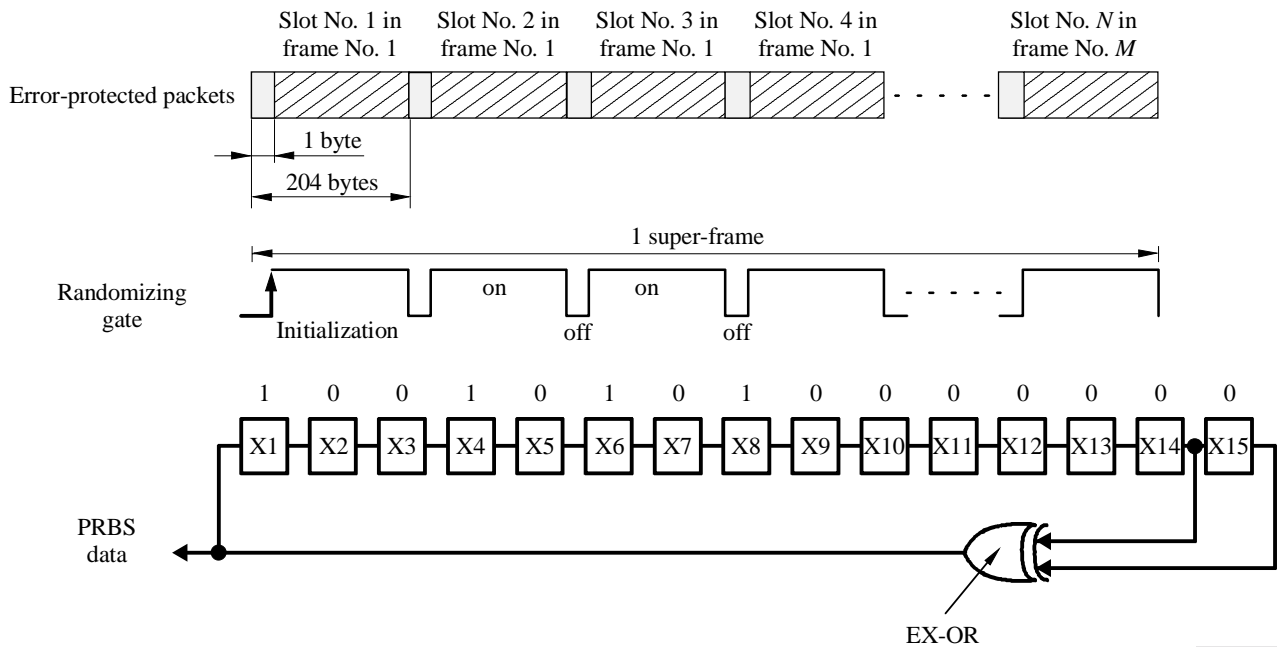 Slot No. 1 in
frame No. 1
Slot No. 2 in
frame No. 1
Slot No. 3 in
frame No. 1
Slot No. 4 in
frame No. 1
Slot No. N in
frame No. M
Error-protected packets
1 byte
204 bytes
1 super-frame
Randomizing
gate
Initialization
on
on
off
off
1 0 0 1 0 1 0 1 0 0 0 0 0 0 0
X1 X2 X3 X4 X5 X6 X7 X8 X9 X10 X11 X12 X13 X14 X15
PRBS
data
EX-OR